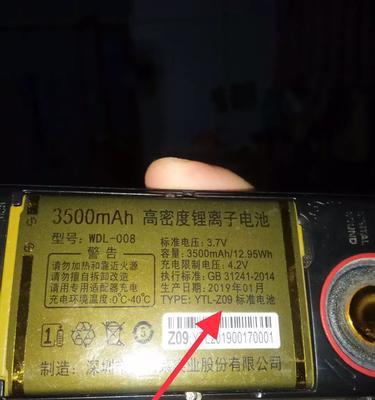 3500mAh 高密度锂离子电池
型号: WDL-008
警告
请勿加热和靠近火源
请勿擅自拆卸改造
请用专用适配器充电
充电环境温度:0℃-40℃
标准电压: 3.7V
容量: 3500mAh/12.95Wh
充电限制电压: 4.2V
执行标准: GB 31241-2014
生产日期: 2019年01月
TYPE: YTL-Z09 标准电池
Z09
201900170001
制造: 深圳市
业股份有限公司
SOUND